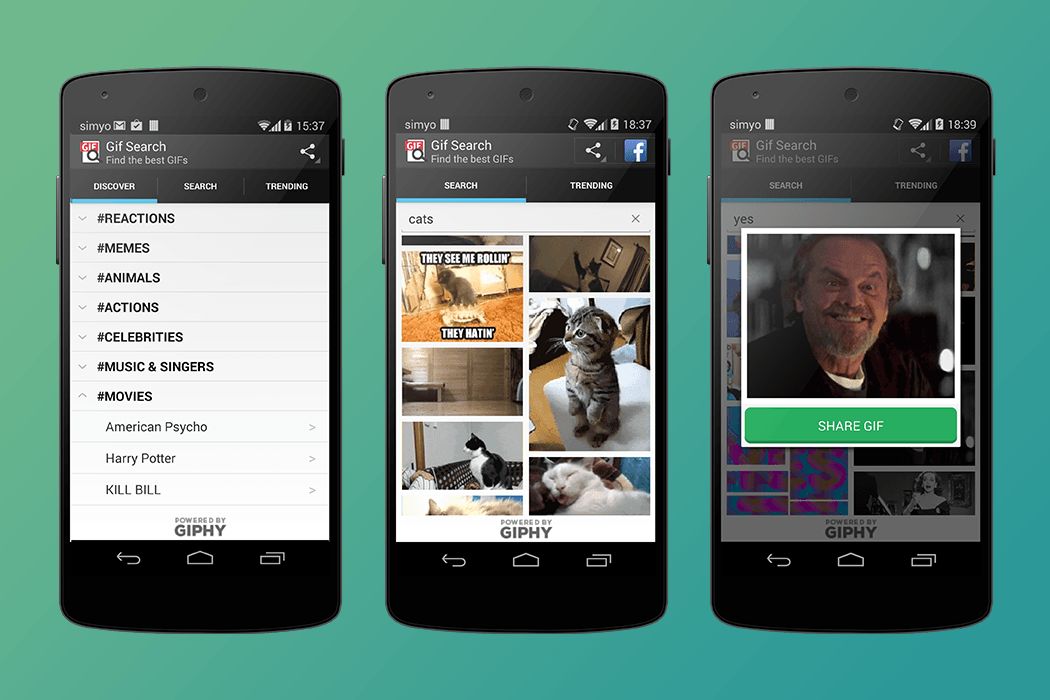 simyo 15:37
GIF Gif Search
Find the best GIFs
DISCOVER SEARCH TRENDING
#REACTIONS
#MEMES
#ANIMALS
#ACTIONS
#CELEBRITIES
#MUSIC & SINGERS
#MOVIES
American Psycho >
Harry Potter >
KILL BILL >
POWERED BY
GIPHY
simyo 18:37
GIF Gif Search
Find the best GIFs
SEARCH TRENDING
cats
THEY SEE ME ROLLIN'
THEY HATIN'
POWERED BY
GIPHY
simyo 18:39
GIF Gif Search
Find the best GIFs
SEARCH TRENDING
yes
SHARE GIF
POWERED BY
GIPHY